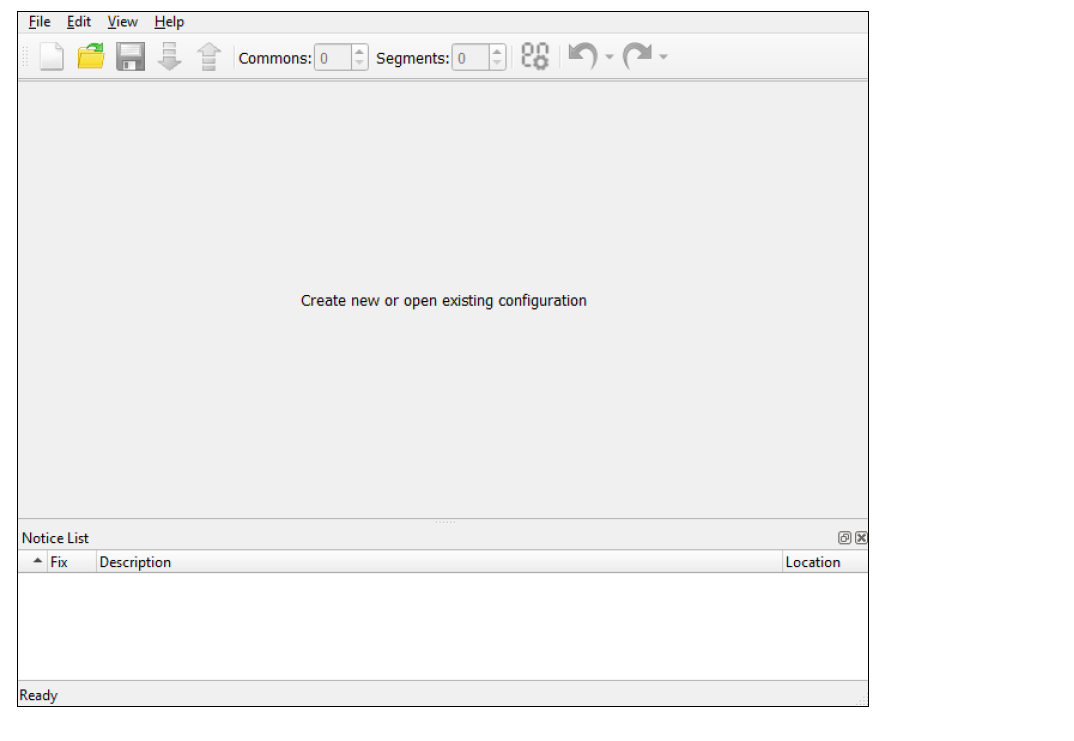 File Edit View Help
Commons: 0 Segments: 0
Create new or open existing configuration
Notice List
Fix Description Location
Ready